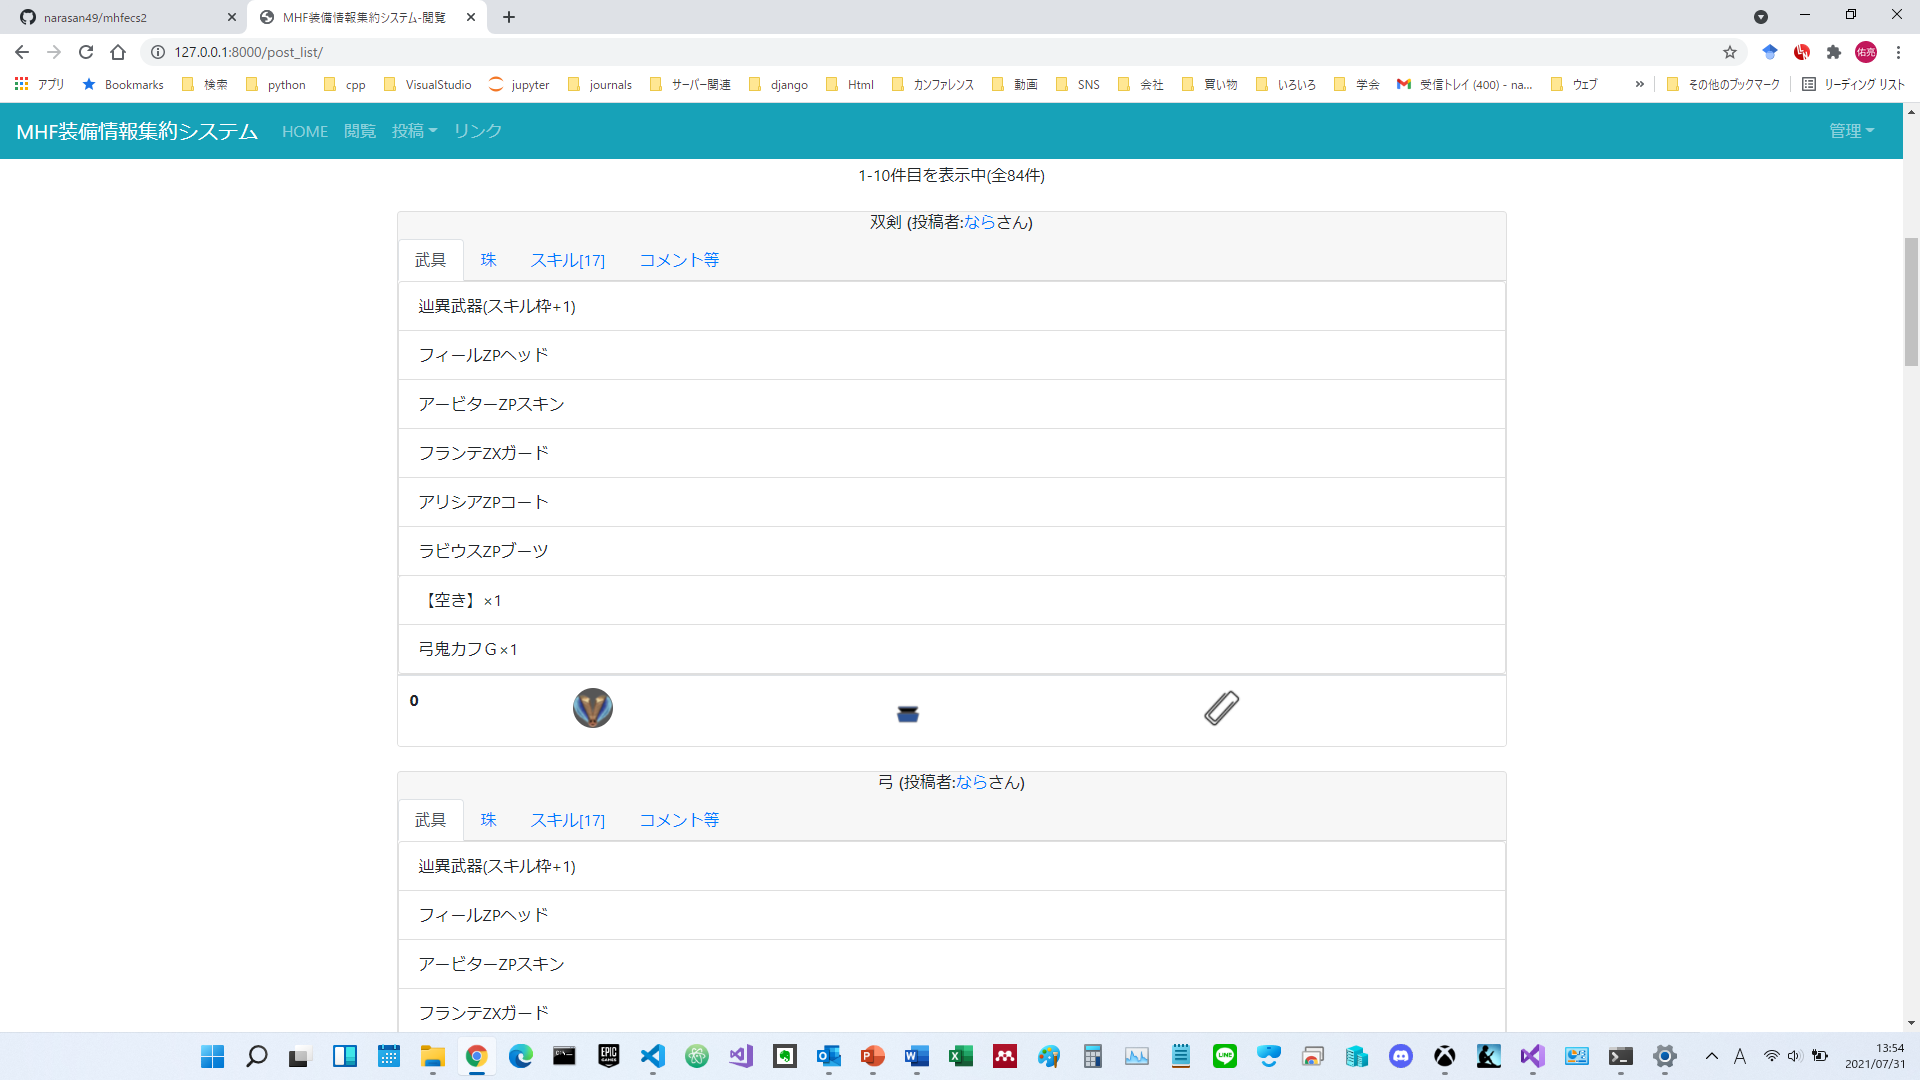 narasan49/mhfecs2
MHF装備情報集約システム-閲覧
127.0.0.1:8000/post_list/
佑亮
アプリ Bookmarks 検索 python cpp VisualStudio jupyter journals サーバー関連 django Html カンファレンス 動画 SNS 会社 買い物 いろいろ 学会 受信トレイ (400) - na... ウェブ » その他のブックマーク リーディング リスト
MHF装備情報集約システム HOME 閲覧 投稿 リンク 管理
1-10件目を表示中(全84件)
双剣 (投稿者:ならさん)
武具 珠 スキル[17] コメント等
辿異武器(スキル枠+1)
フィールZPヘッド
アービターZPスキン
フランテZXガード
アリシアZPコート
ラビウスZPブーツ
【空き】×1
弓鬼カフＧ×1
0
弓 (投稿者:ならさん)
武具 珠 スキル[17] コメント等
辿異武器(スキル枠+1)
フィールZPヘッド
アービターZPスキン
フランテZXガード
EPIC GAMES
LINE
A
13:54
2021/07/31